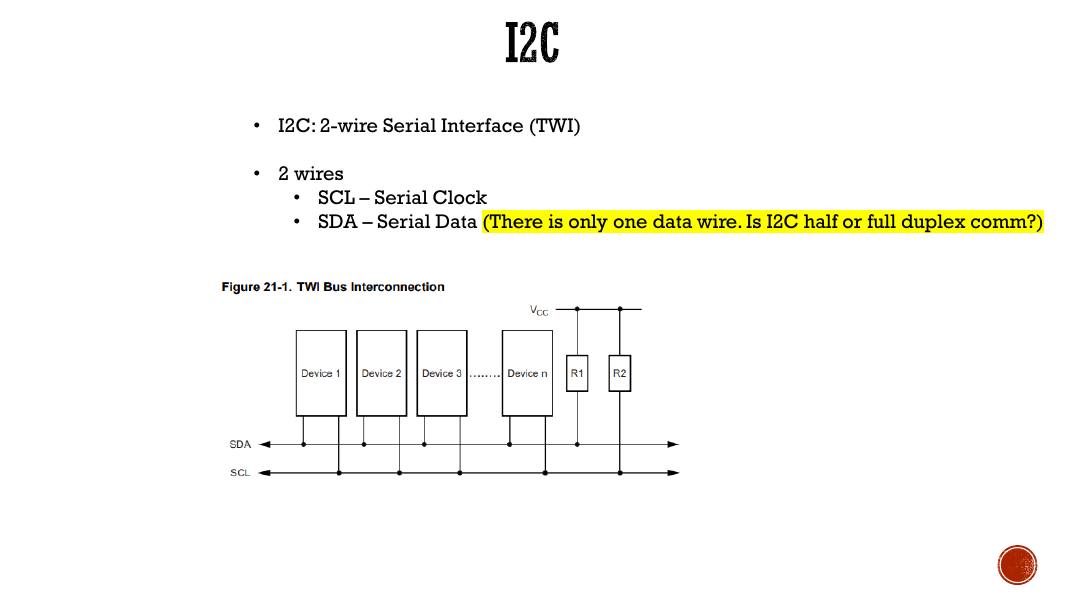 I2C
• I2C: 2-wire Serial Interface (TWI)
• 2 wires
• SCL – Serial Clock
• SDA – Serial Data (There is only one data wire. Is I2C half or full duplex comm?)
Figure 21-1. TWI Bus Interconnection
VCC
Device 1 Device 2 Device 3 ........ Device n R1 R2
SDA
SCL